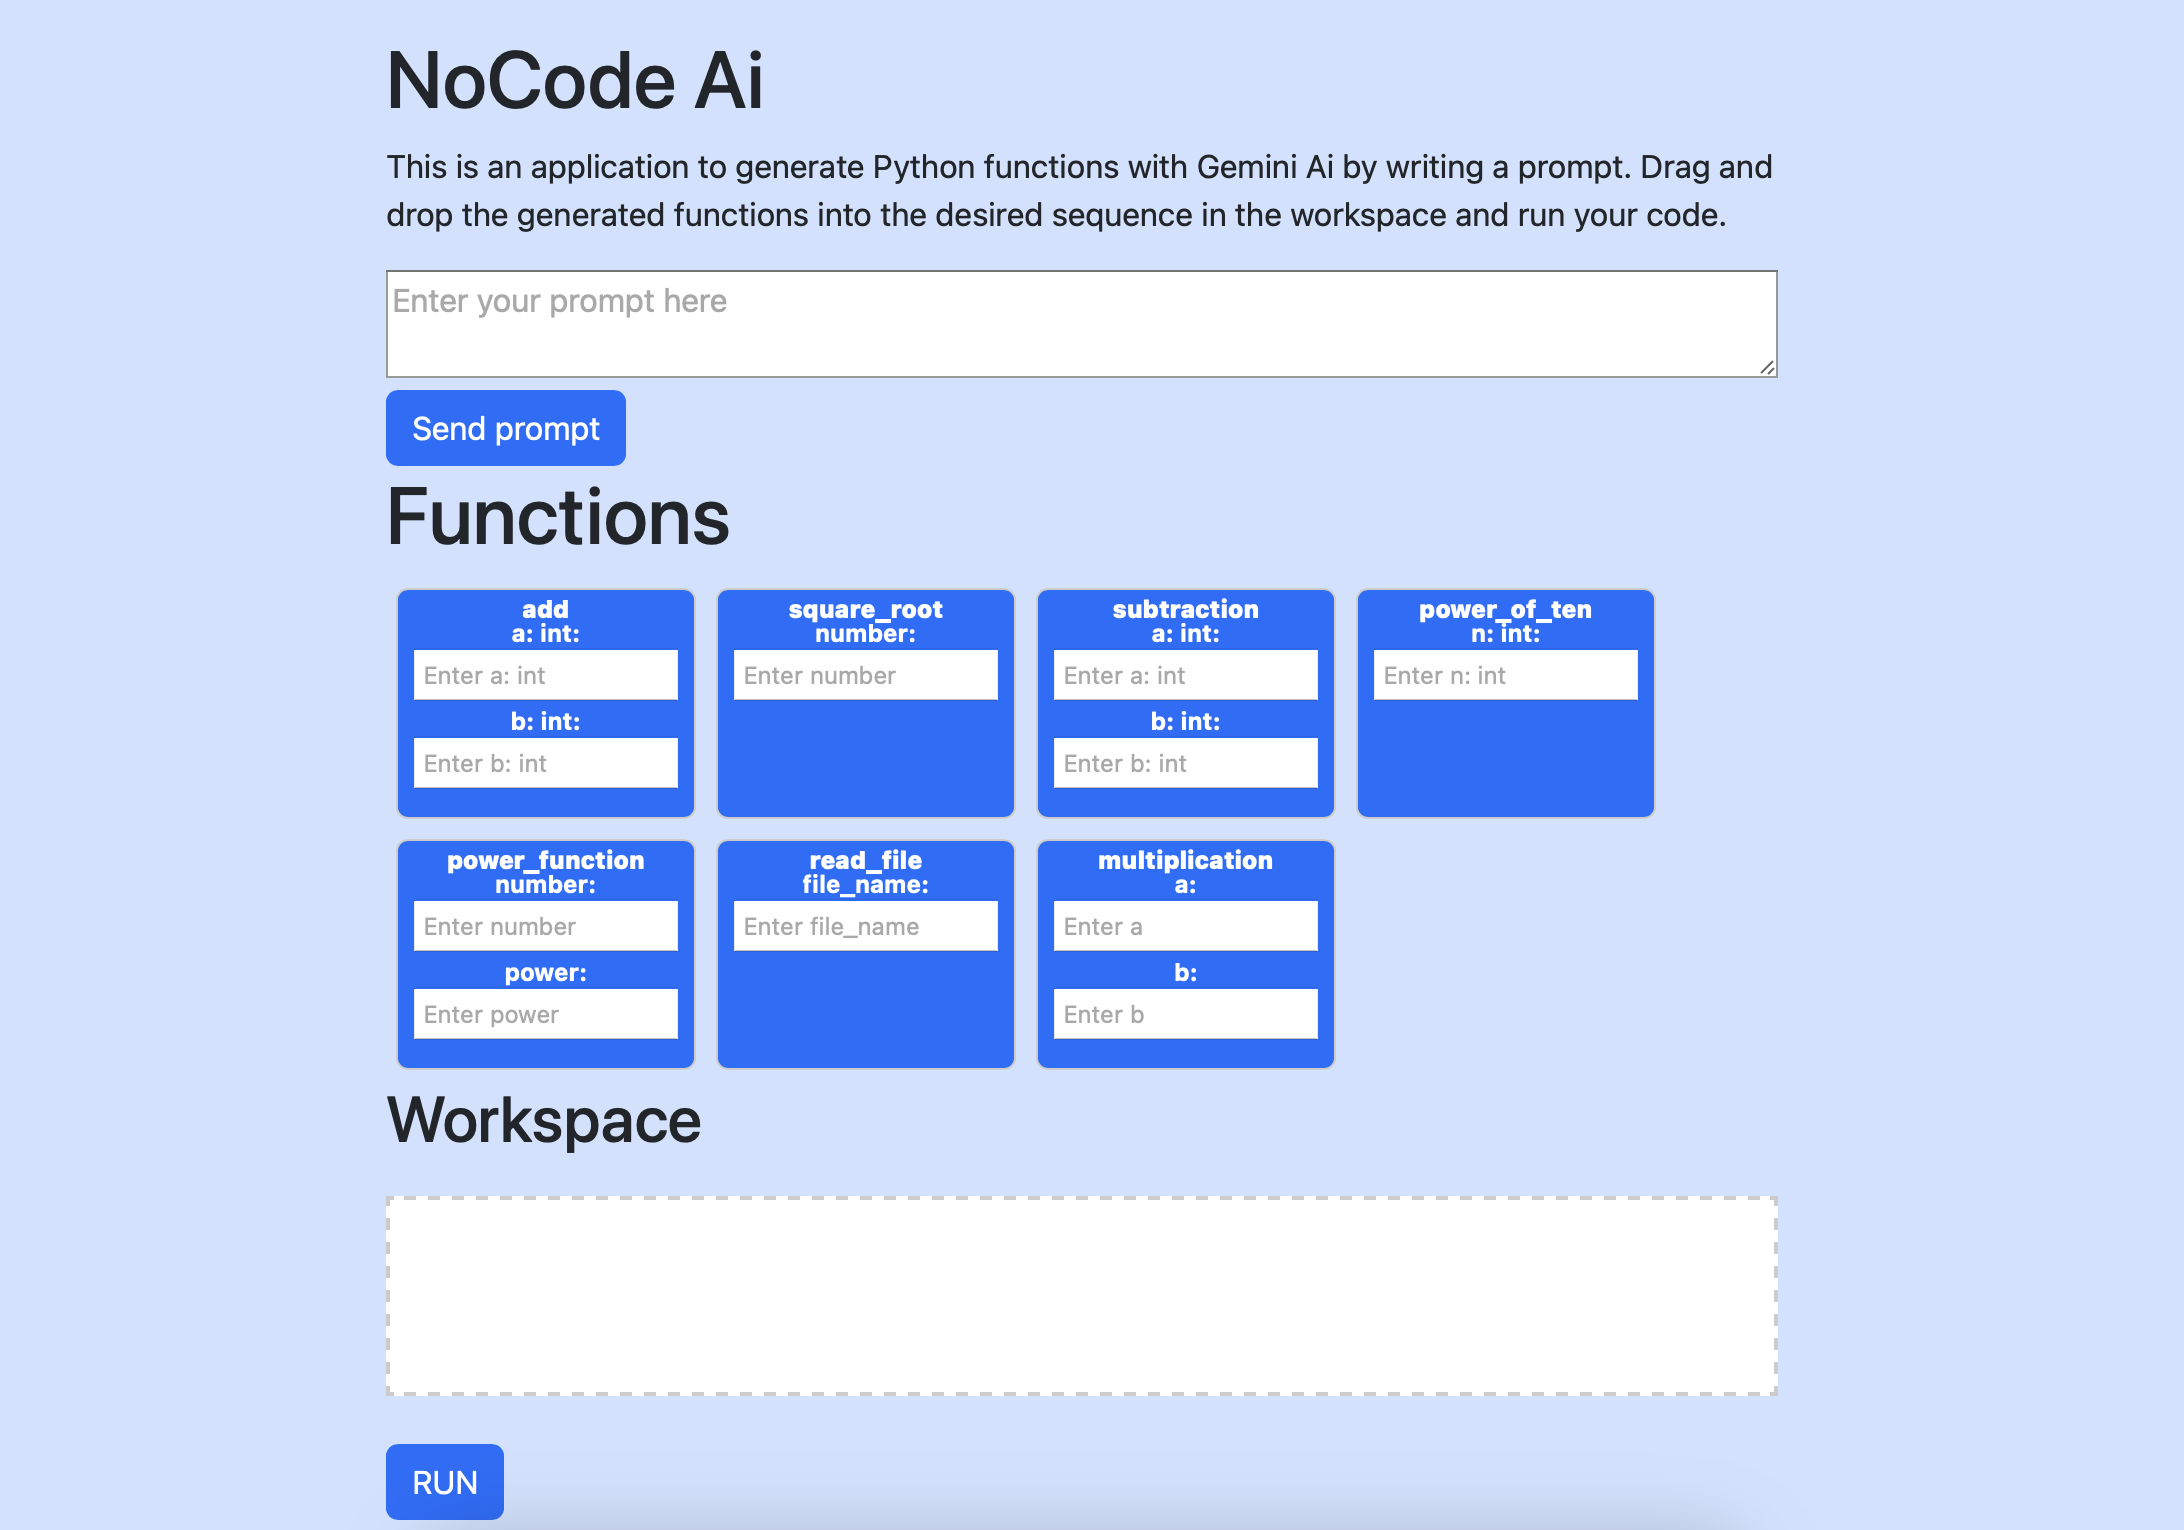 NoCode Ai
This is an application to generate Python functions with Gemini Ai by writing a prompt. Drag and
drop the generated functions into the desired sequence in the workspace and run your code.
Enter your prompt here
Send prompt
Functions
add
a: int:
Enter a: int
b: int:
Enter b: int
square_root
number:
Enter number
subtraction
a: int:
Enter a: int
b: int:
Enter b: int
power_of_ten
n: int:
Enter n: int
power_function
number:
Enter number
power:
Enter power
read_file
file_name:
Enter file_name
multiplication
a:
Enter a
b:
Enter b
Workspace
RUN